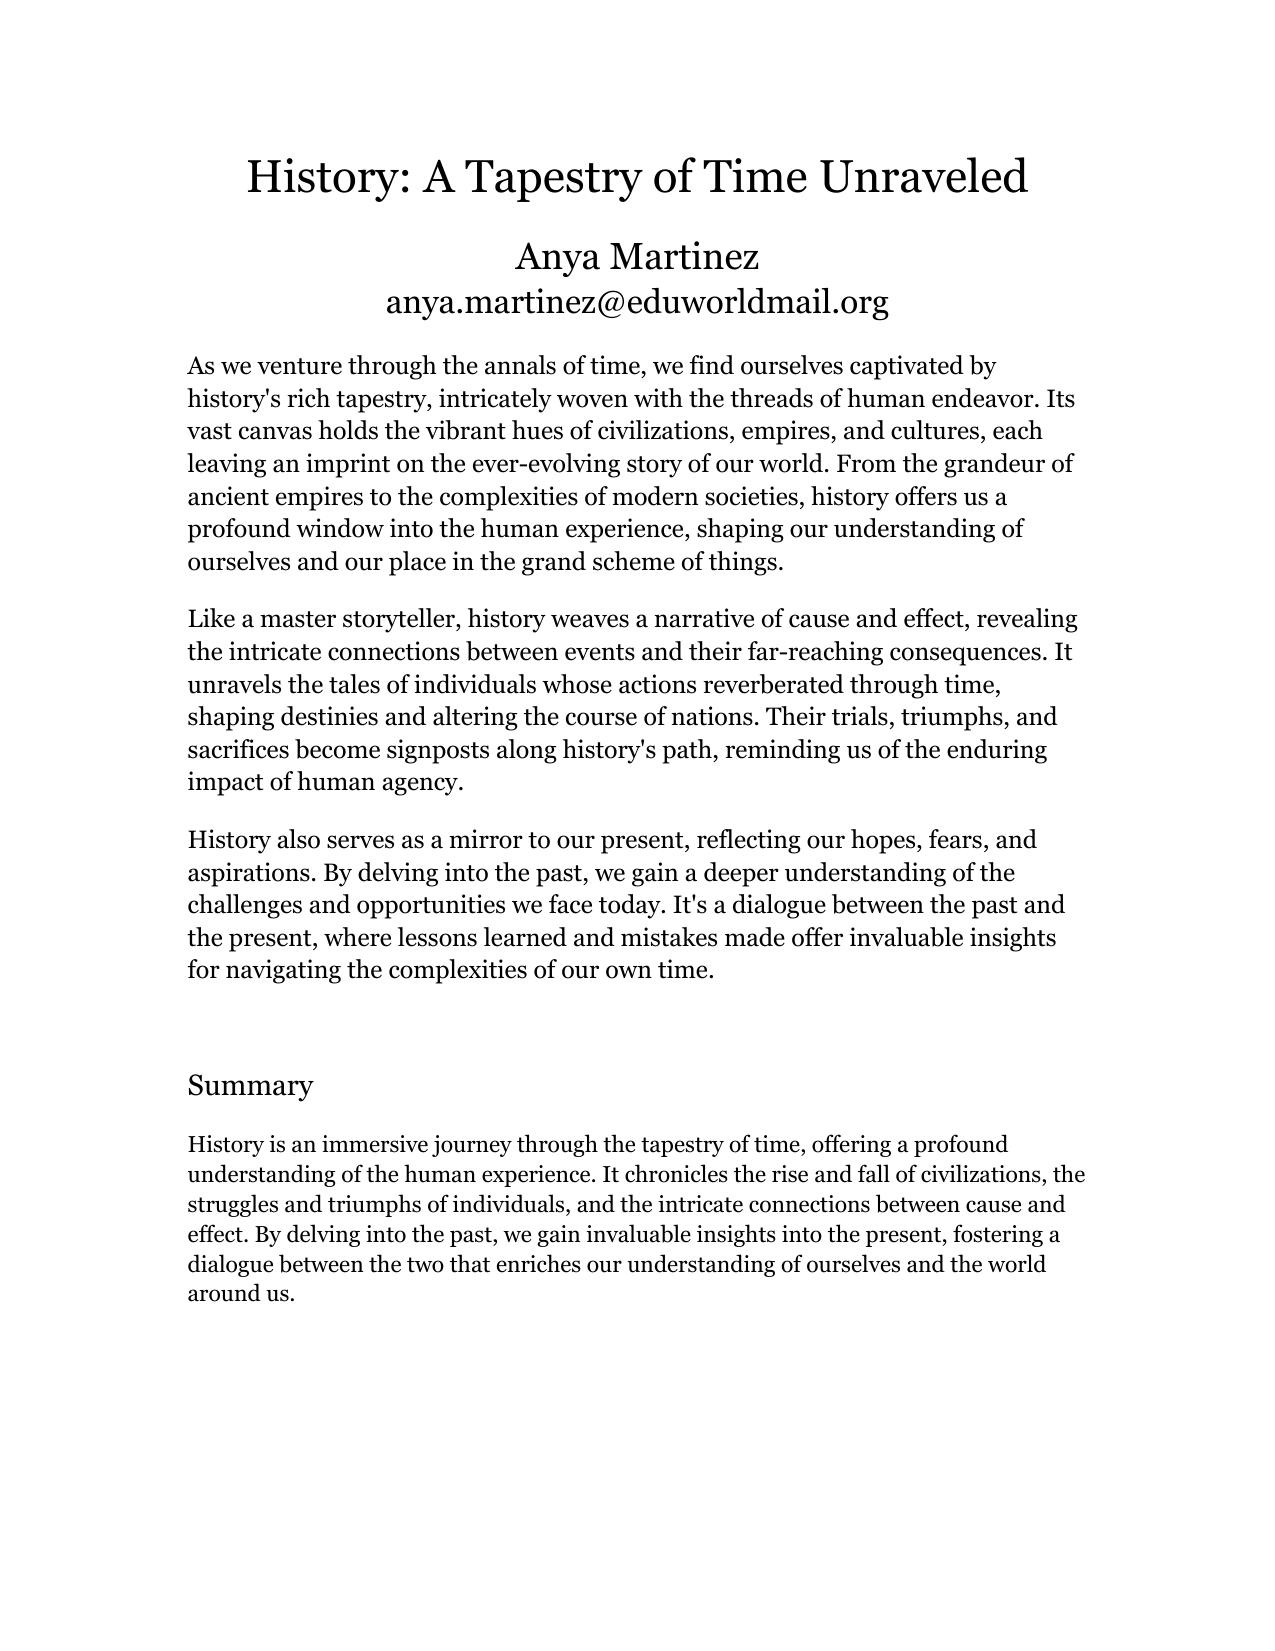 History: A Tapestry of Time Unraveled
Anya Martinez
anya.martinez@eduworldmail.org
As we venture through the annals of time, we find ourselves captivated by
history's rich tapestry, intricately woven with the threads of human endeavor. Its
vast canvas holds the vibrant hues of civilizations, empires, and cultures, each
leaving an imprint on the ever-evolving story of our world. From the grandeur of
ancient empires to the complexities of modern societies, history offers us a
profound window into the human experience, shaping our understanding of
ourselves and our place in the grand scheme of things.
Like a master storyteller, history weaves a narrative of cause and effect, revealing
the intricate connections between events and their far-reaching consequences. It
unravels the tales of individuals whose actions reverberated through time,
shaping destinies and altering the course of nations. Their trials, triumphs, and
sacrifices become signposts along history's path, reminding us of the enduring
impact of human agency.
History also serves as a mirror to our present, reflecting our hopes, fears, and
aspirations. By delving into the past, we gain a deeper understanding of the
challenges and opportunities we face today. It's a dialogue between the past and
the present, where lessons learned and mistakes made offer invaluable insights
for navigating the complexities of our own time.
Summary
History is an immersive journey through the tapestry of time, offering a profound
understanding of the human experience. It chronicles the rise and fall of civilizations, the
struggles and triumphs of individuals, and the intricate connections between cause and
effect. By delving into the past, we gain invaluable insights into the present, fostering a
dialogue between the two that enriches our understanding of ourselves and the world
around us.